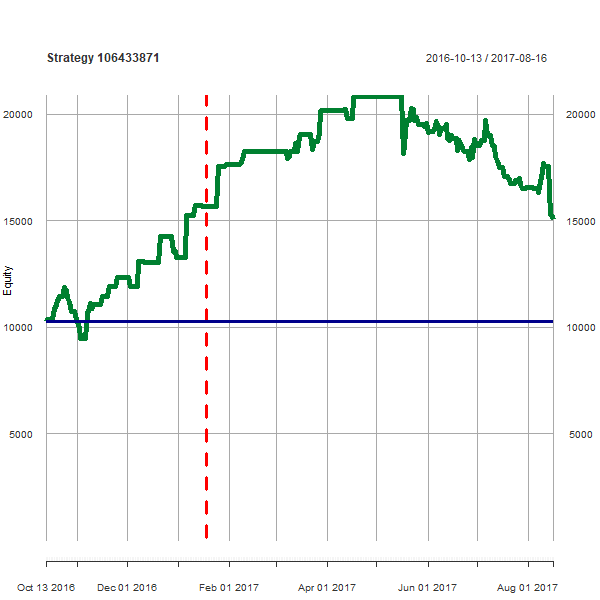 Strategy 106433871
2016-10-13 / 2017-08-16
20000
20000
15000
15000
Equity
10000
10000
5000
5000
Oct 13 2016
Dec 01 2016
Feb 01 2017
Apr 01 2017
Jun 01 2017
Aug 01 2017